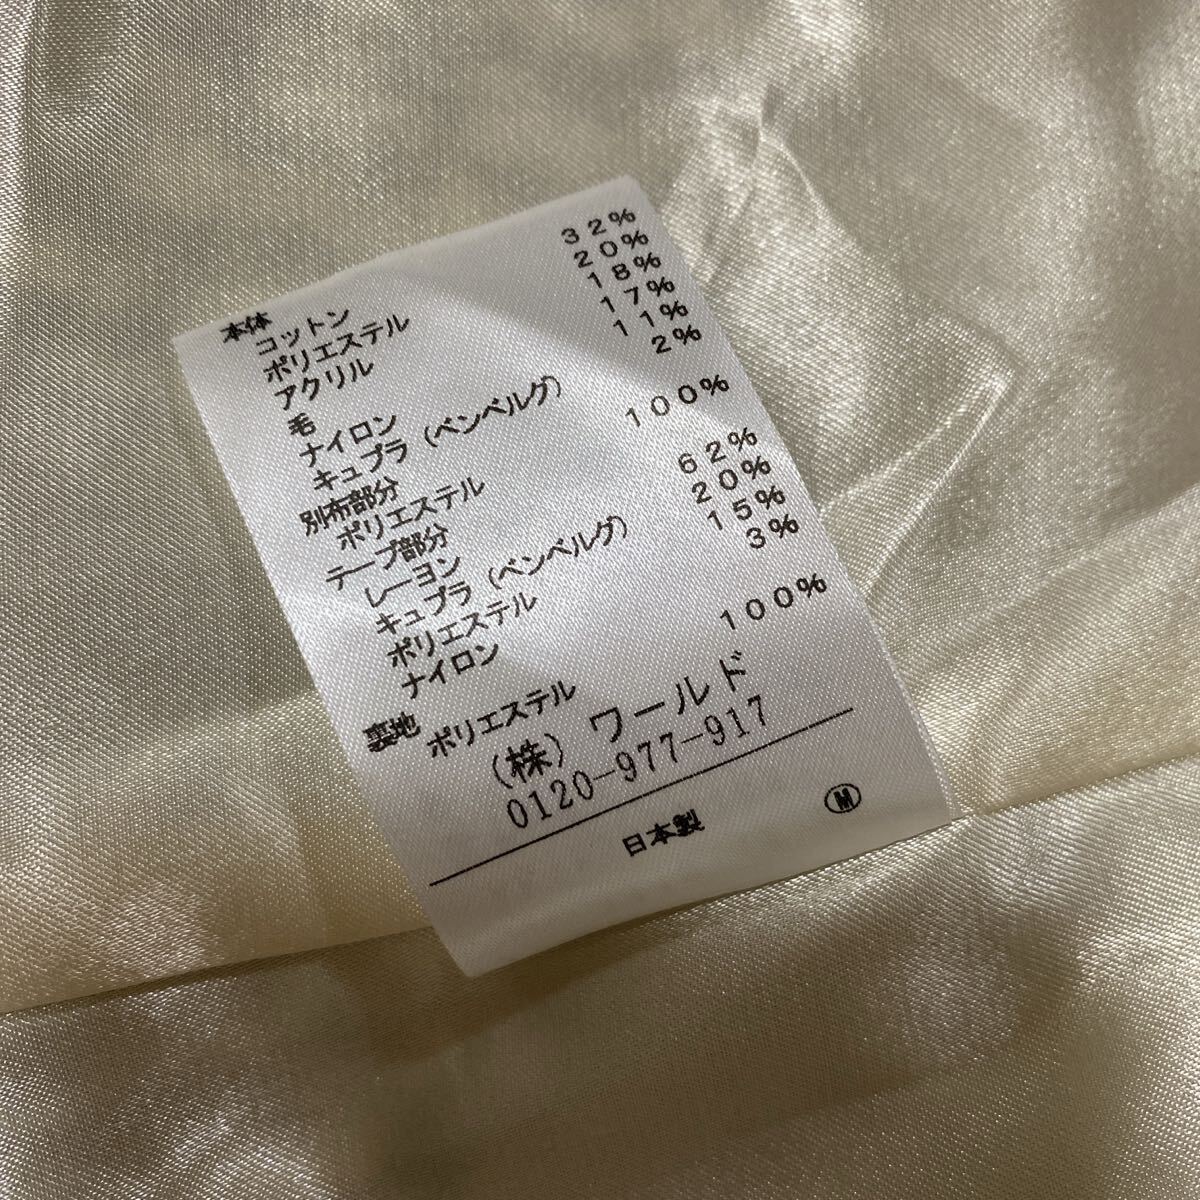 本体
コットン 32%
ポリエステル 20%
アクリル 18%
毛 17%
ナイロン 11%
キュプラ(ベンベルグ) 2%
別布部分
ポリエステル 100%
テープ部分
レーヨン 62%
キュプラ(ベンベルグ) 20%
ポリエステル 15%
ナイロン 3%
裏地
ポリエステル 100%
(株)ワールド
0120-977-917
日本製 M